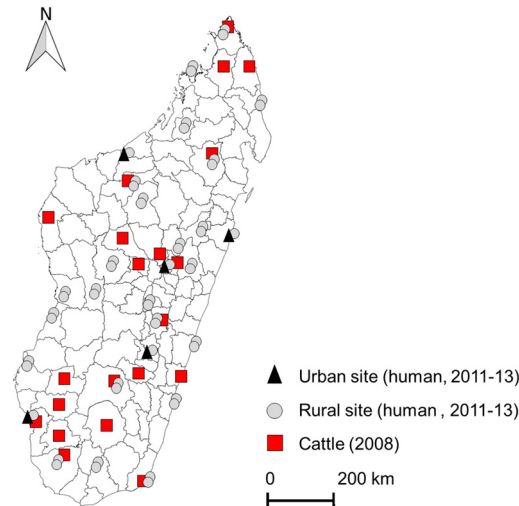 N
Urban site (human, 2011-13)
Rural site (human , 2011-13)
Cattle (2008)
0 200 km